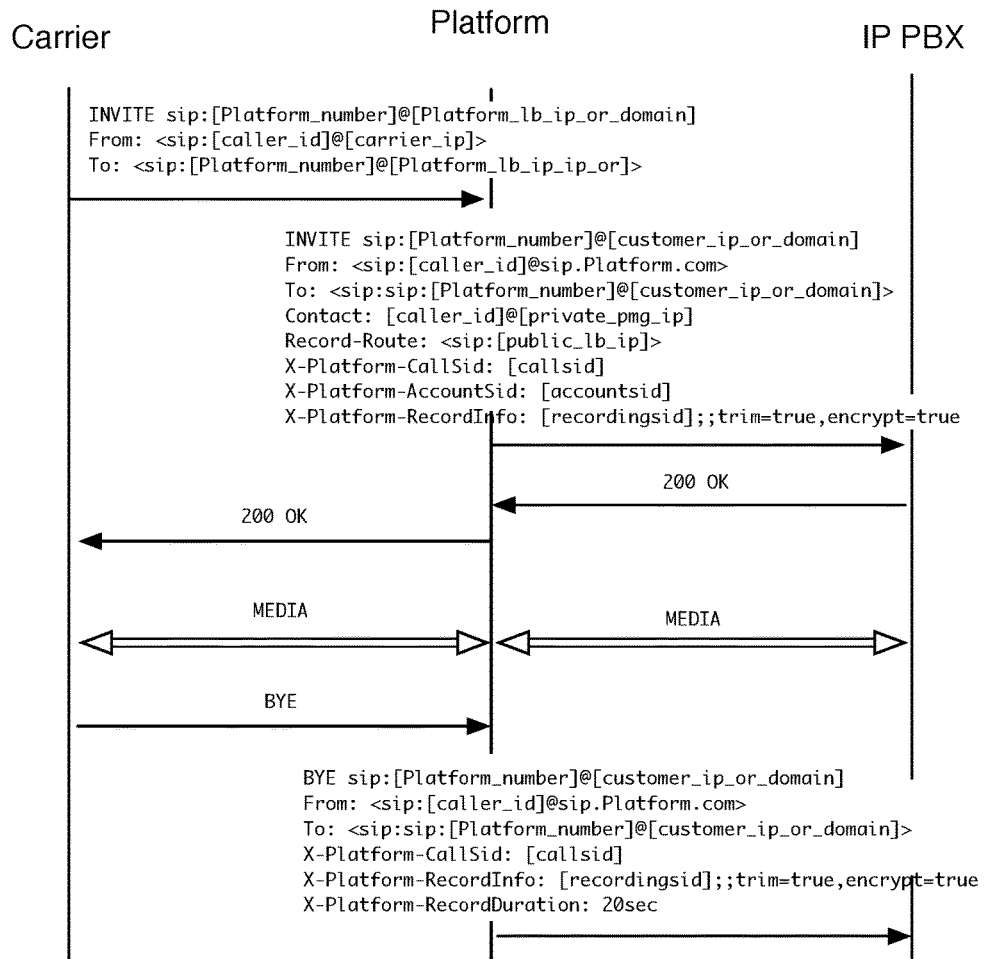 Carrier
Platform
IP PBX
INVITE sip:[Platform_number]@[Platform_lb_ip_or_domain]
From: <sip:[caller_id]@[carrier_ip]>
To: <sip:[Platform_number]@[Platform_lb_ip_ip_or]>
INVITE sip:[Platform_number]@[customer_ip_or_domain]
From: <sip:[caller_id]@sip.Platform.com>
To: <sip:sip:[Platform_number]@[customer_ip_or_domain]>
Contact: [caller_id]@[private_pmg_ip]
Record-Route: <sip:[public_lb_ip]>
X-Platform-CallSid: [callsid]
X-Platform-AccountSid: [accountsid]
X-Platform-RecordInfo: [recordingsid];;trim=true,encrypt=true
200 OK
200 OK
MEDIA
MEDIA
BYE
BYE sip:[Platform_number]@[customer_ip_or_domain]
From: <sip:[caller_id]@sip.Platform.com>
To: <sip:sip:[Platform_number]@[customer_ip_or_domain]>
X-Platform-CallSid: [callsid]
X-Platform-RecordInfo: [recordingsid];;trim=true,encrypt=true
X-Platform-RecordDuration: 20sec